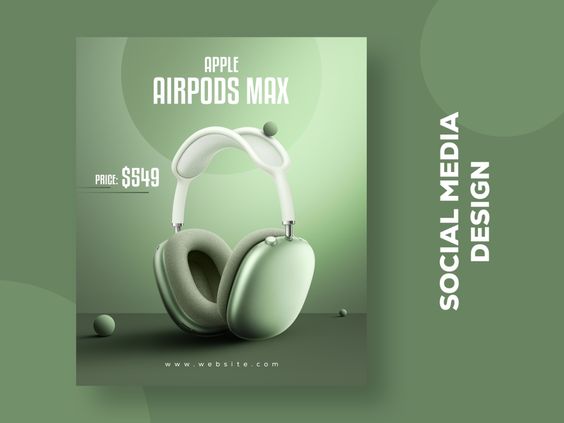 APPLE
AIRPODS MAX
PRICE: $549
www.website.com
SOCIAL MEDIA
DESIGN